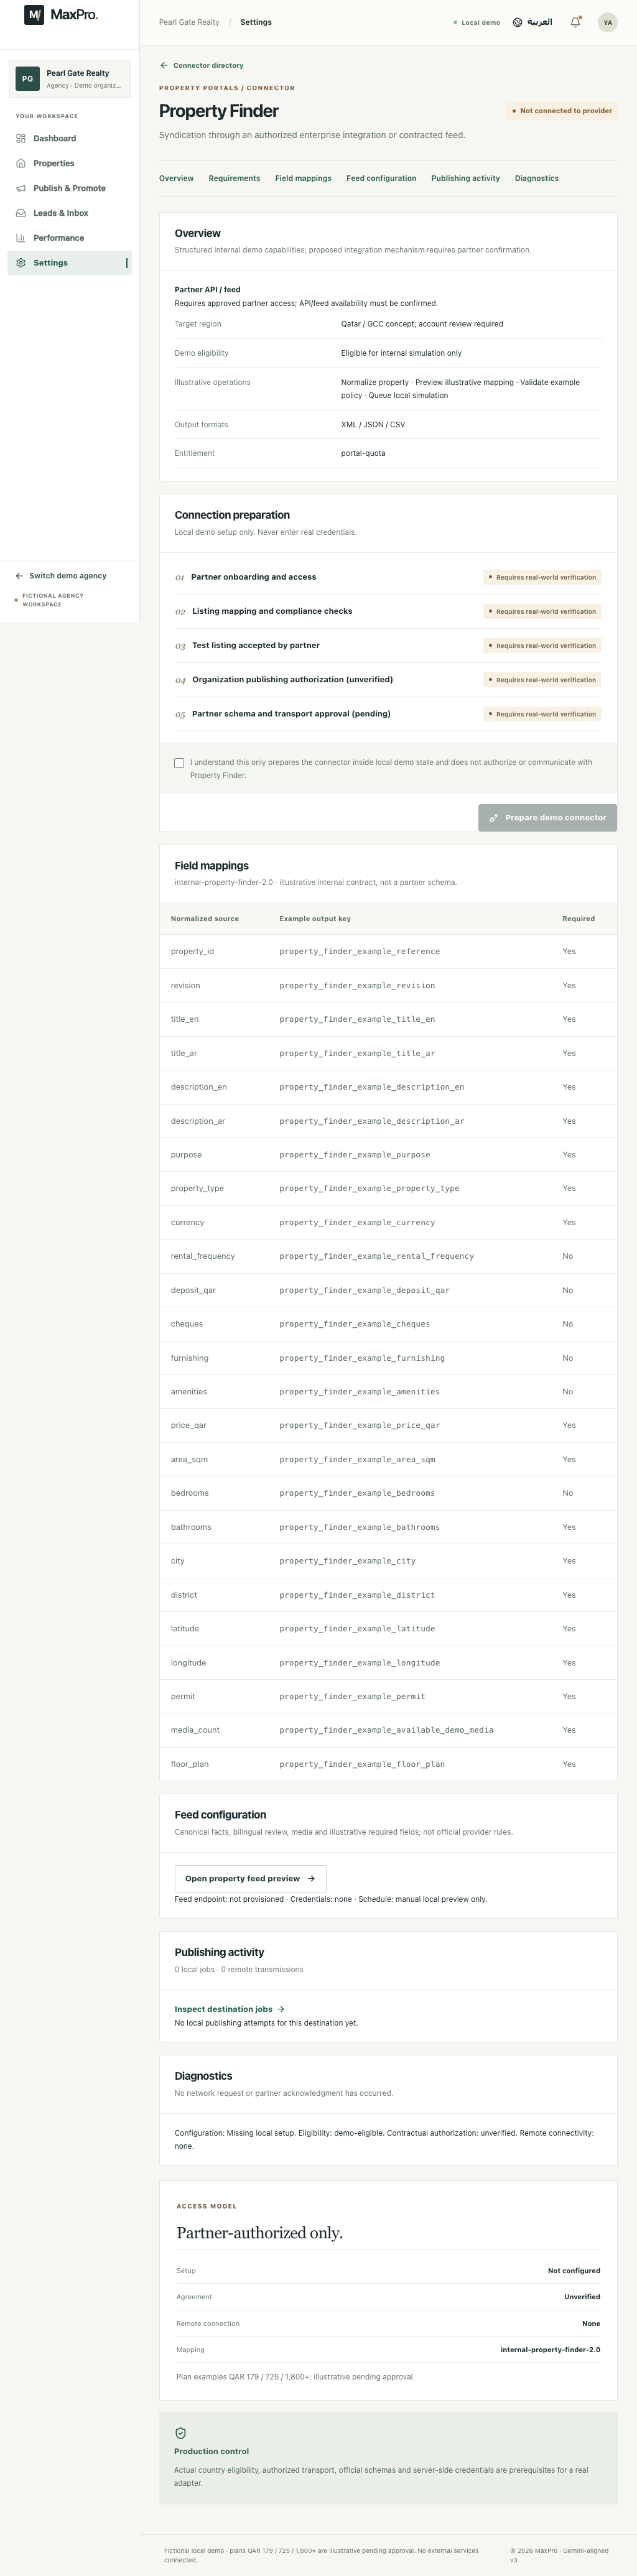 M/ MaxPro.
PG
Pearl Gate Realty
Agency · Demo organiz...
YOUR WORKSPACE
Dashboard
Properties
Publish & Promote
Leads & Inbox
Performance
Settings
Switch demo agency
FICTIONAL AGENCY
WORKSPACE
Pearl Gate Realty / Settings
Local demo
العربية
YA
Connector directory
PROPERTY PORTALS / CONNECTOR
Property Finder
Not connected to provider
Syndication through an authorized enterprise integration or contracted feed.
Overview Requirements Field mappings Feed configuration Publishing activity Diagnostics
Overview
Structured internal demo capabilities; proposed integration mechanism requires partner confirmation.
Partner API / feed
Requires approved partner access; API/feed availability must be confirmed.
Target region Qatar / GCC concept; account review required
Demo eligibility Eligible for internal simulation only
Illustrative operations Normalize property · Preview illustrative mapping · Validate example
policy · Queue local simulation
Output formats XML / JSON / CSV
Entitlement portal-quota
Connection preparation
Local demo setup only. Never enter real credentials.
01 Partner onboarding and access Requires real-world verification
02 Listing mapping and compliance checks Requires real-world verification
03 Test listing accepted by partner Requires real-world verification
04 Organization publishing authorization (unverified) Requires real-world verification
05 Partner schema and transport approval (pending) Requires real-world verification
I understand this only prepares the connector inside local demo state and does not authorize or communicate with
Property Finder.
Prepare demo connector
Field mappings
internal-property-finder-2.0 · illustrative internal contract, not a partner schema.
Normalized source Example output key Required
property_id property_finder_example_reference Yes
revision property_finder_example_revision Yes
title_en property_finder_example_title_en Yes
title_ar property_finder_example_title_ar Yes
description_en property_finder_example_description_en Yes
description_ar property_finder_example_description_ar Yes
purpose property_finder_example_purpose Yes
property_type property_finder_example_property_type Yes
currency property_finder_example_currency Yes
rental_frequency property_finder_example_rental_frequency No
deposit_qar property_finder_example_deposit_qar No
cheques property_finder_example_cheques No
furnishing property_finder_example_furnishing No
amenities property_finder_example_amenities No
price_qar property_finder_example_price_qar Yes
area_sqm property_finder_example_area_sqm Yes
bedrooms property_finder_example_bedrooms No
bathrooms property_finder_example_bathrooms Yes
city property_finder_example_city Yes
district property_finder_example_district Yes
latitude property_finder_example_latitude Yes
longitude property_finder_example_longitude Yes
permit property_finder_example_permit Yes
media_count property_finder_example_available_demo_media Yes
floor_plan property_finder_example_floor_plan Yes
Feed configuration
Canonical facts, bilingual review, media and illustrative required fields; not official provider rules.
Open property feed preview
Feed endpoint: not provisioned · Credentials: none · Schedule: manual local preview only.
Publishing activity
0 local jobs · 0 remote transmissions
Inspect destination jobs
No local publishing attempts for this destination yet.
Diagnostics
No network request or partner acknowledgment has occurred.
Configuration: Missing local setup. Eligibility: demo-eligible. Contractual authorization: unverified. Remote connectivity:
none.
ACCESS MODEL
Partner-authorized only.
Setup Not configured
Agreement Unverified
Remote connection None
Mapping internal-property-finder-2.0
Plan examples QAR 179 / 725 / 1,800+: illustrative pending approval.
Production control
Actual country eligibility, authorized transport, official schemas and server-side credentials are prerequisites for a real
adapter.
Fictional local demo · plans QAR 179 / 725 / 1,800+ are illustrative pending approval. No external services
connected.
© 2026 MaxPro · Gemini-aligned
v3